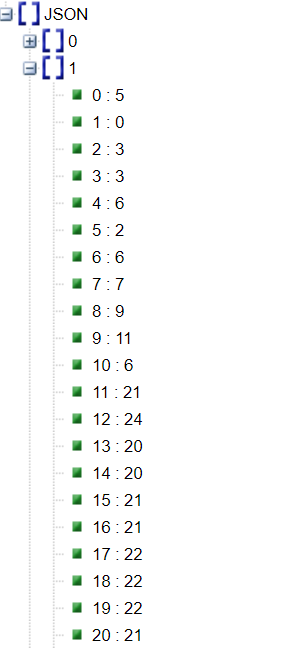 JSON
0
1
0 : 5
1 : 0
2 : 3
3 : 3
4 : 6
5 : 2
6 : 6
7 : 7
8 : 9
9 : 11
10 : 6
11 : 21
12 : 24
13 : 20
14 : 20
15 : 21
16 : 21
17 : 22
18 : 22
19 : 22
20 : 21